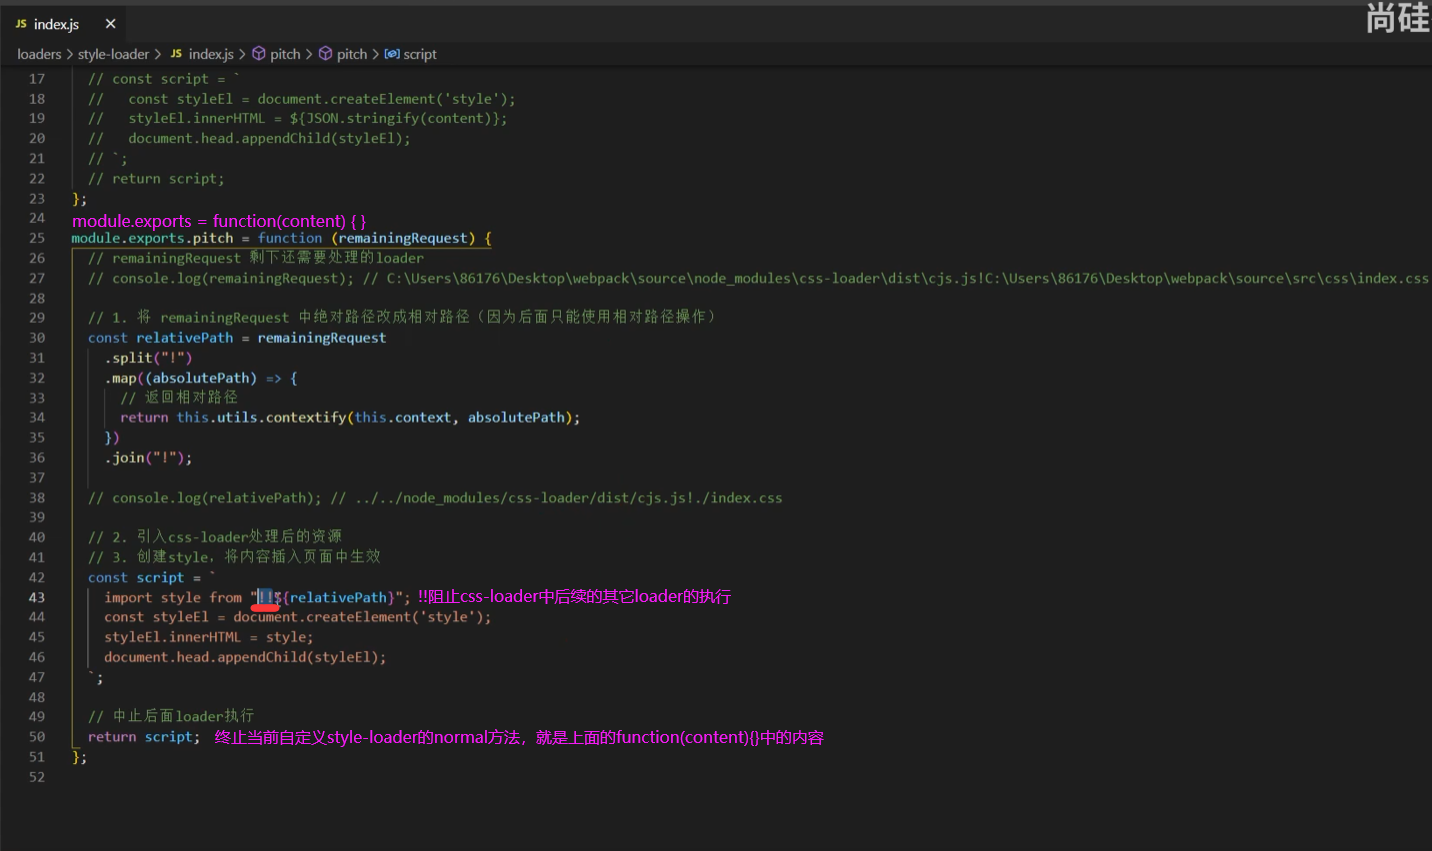 JS index.js ×
尚硅
loaders > style-loader > JS index.js > pitch > pitch > script
17 // const script = `
18 //   const styleEl = document.createElement('style');
19 //   styleEl.innerHTML = ${JSON.stringify(content)};
20 //   document.head.appendChild(styleEl);
21 // `;
22 // return script;
23 };
24 module.exports = function(content) { }
25 module.exports.pitch = function (remainingRequest) {
26 // remainingRequest 剩下还需要处理的loader
27 // console.log(remainingRequest); // C:\Users\86176\Desktop\webpack\source\node_modules\css-loader\dist\cjs.js!C:\Users\86176\Desktop\webpack\source\src\css\index.css
28
29 // 1. 将 remainingRequest 中绝对路径改成相对路径（因为后面只能使用相对路径操作）
30 const relativePath = remainingRequest
31 .split("!")
32 .map((absolutePath) => {
33 // 返回相对路径
34 return this.utils.contextify(this.context, absolutePath);
35 })
36 .join("!");
37
38 // console.log(relativePath); // ../../node_modules/css-loader/dist/cjs.js!./index.css
39
40 // 2. 引入css-loader处理后的资源
41 // 3. 创建style，将内容插入页面中生效
42 const script = `
43 import style from "!!${relativePath}"; !!阻止css-loader中后续的其它loader的执行
44 const styleEl = document.createElement('style');
45 styleEl.innerHTML = style;
46 document.head.appendChild(styleEl);
47 `;
48
49 // 中止后面loader执行
50 return script; 终止当前自定义style-loader的normal方法，就是上面的function(content){}中的内容
51 };
52